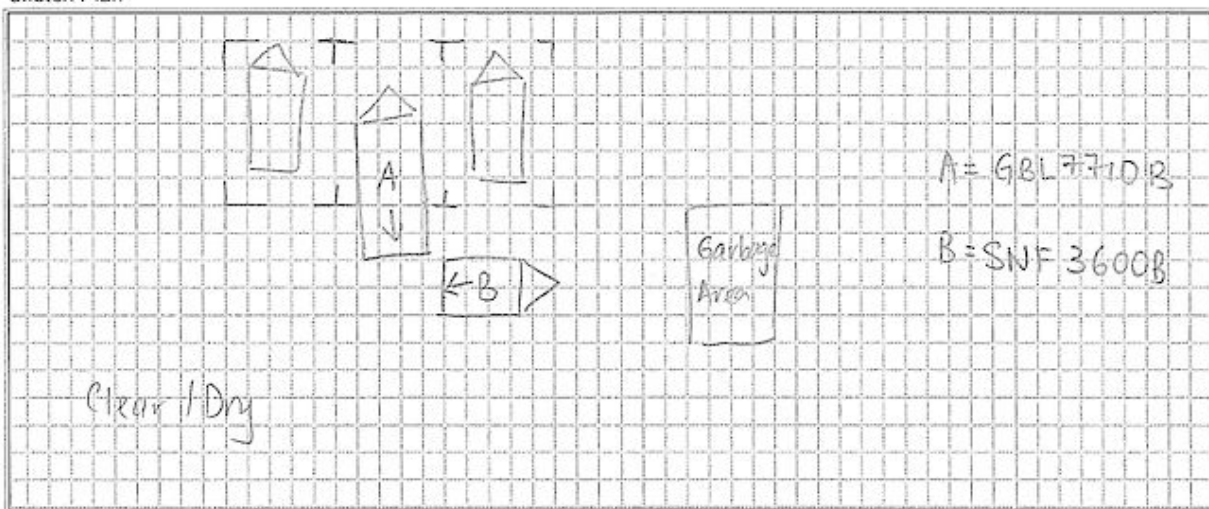 A
A = GBL7710B
Garbage
Area
B = SNF 3600B
B
Clear / Dry